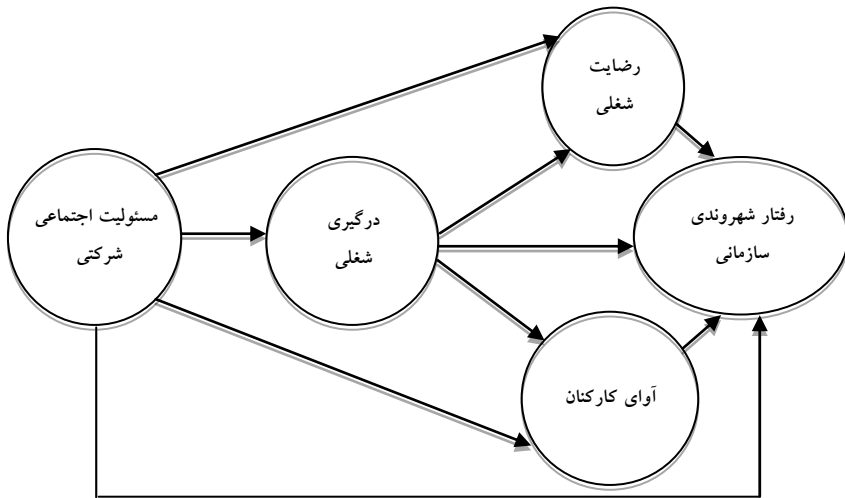 رضایت
شغلی
مسئولیت اجتماعی
شرکتی
درگیری
شغلی
رفتار شهروندی
سازمانی
آوای کارکنان